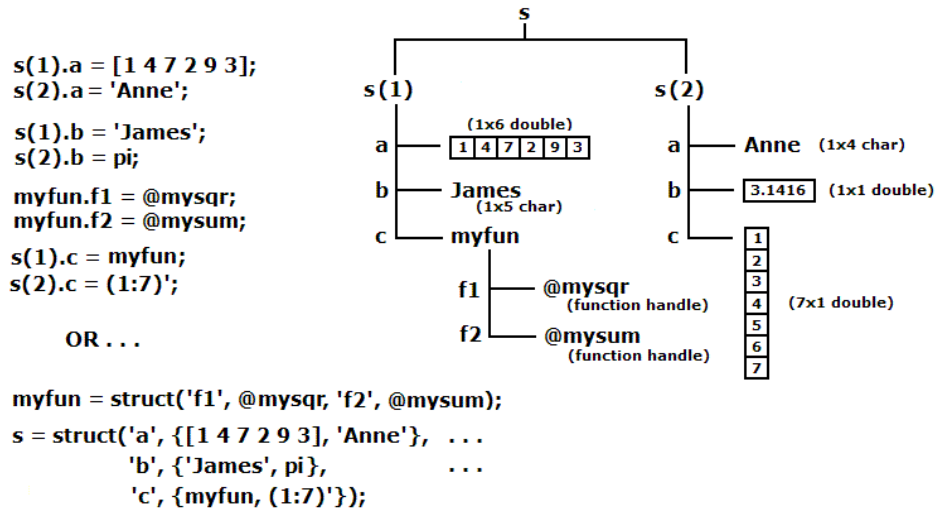 s(1).a = [1 4 7 2 9 3];
s(2).a = 'Anne';
s(1).b = 'James';
s(2).b = pi;
myfun.f1 = @mysqr;
myfun.f2 = @mysum;
s(1).c = myfun;
s(2).c = (1:7)';
OR . . .
myfun = struct('f1', @mysqr, 'f2', @mysum);
s = struct('a', {[1 4 7 2 9 3], 'Anne'}, . . .
'b', {'James', pi}, . . .
'c', {myfun, (1:7)'});
s
s(1)
a
(1x6 double)
1 4 7 2 9 3
b
James
(1x5 char)
c
myfun
f1
@mysqr
(function handle)
f2
@mysum
(function handle)
s(2)
a
Anne (1x4 char)
b
3.1416 (1x1 double)
c
1
2
3
4
5
6
7
(7x1 double)